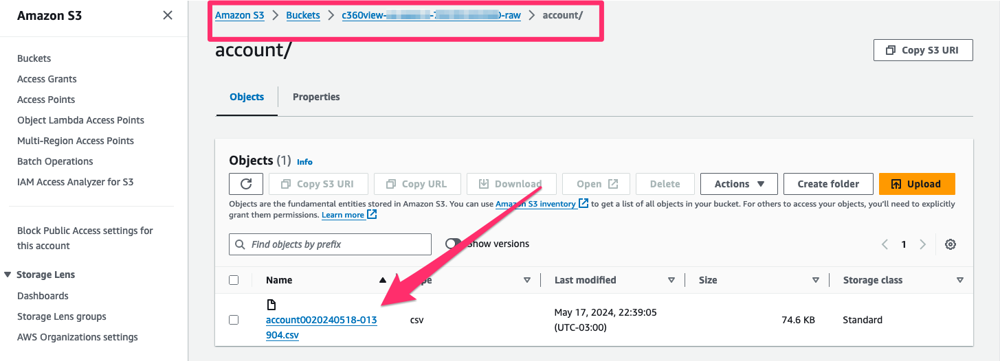 Amazon S3
Buckets
Access Grants
Access Points
Object Lambda Access Points
Multi-Region Access Points
Batch Operations
IAM Access Analyzer for S3
Block Public Access settings for
this account
Storage Lens
Dashboards
Storage Lens groups
AWS Organizations settings
Amazon S3 > Buckets > c360view- -raw > account/
account/
Copy S3 URI
Objects Properties
Objects (1) Info
Copy S3 URI Copy URL Download Open Delete Actions Create folder Upload
Objects are the fundamental entities stored in Amazon S3. You can use Amazon S3 inventory to get a list of all objects in your bucket. For others to access your objects, you'll need to explicitly
grant them permissions. Learn more
Find objects by prefix Show versions 1
Name Last modified Size Storage class
account0020240518-013
904.csv
csv
May 17, 2024, 22:39:05
(UTC-03:00)
74.6 KB
Standard